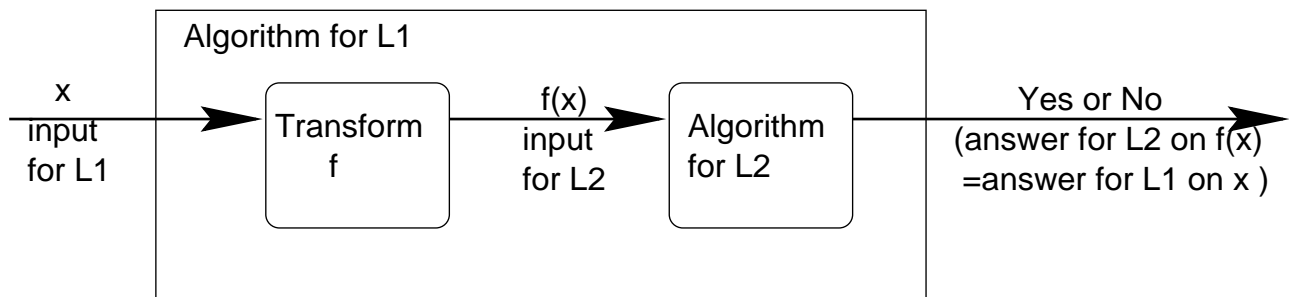 Algorithm for L1
x
input
for L1
Transform
f
f(x)
input
for L2
Algorithm
for L2
Yes or No
(answer for L2 on f(x)
=answer for L1 on x )